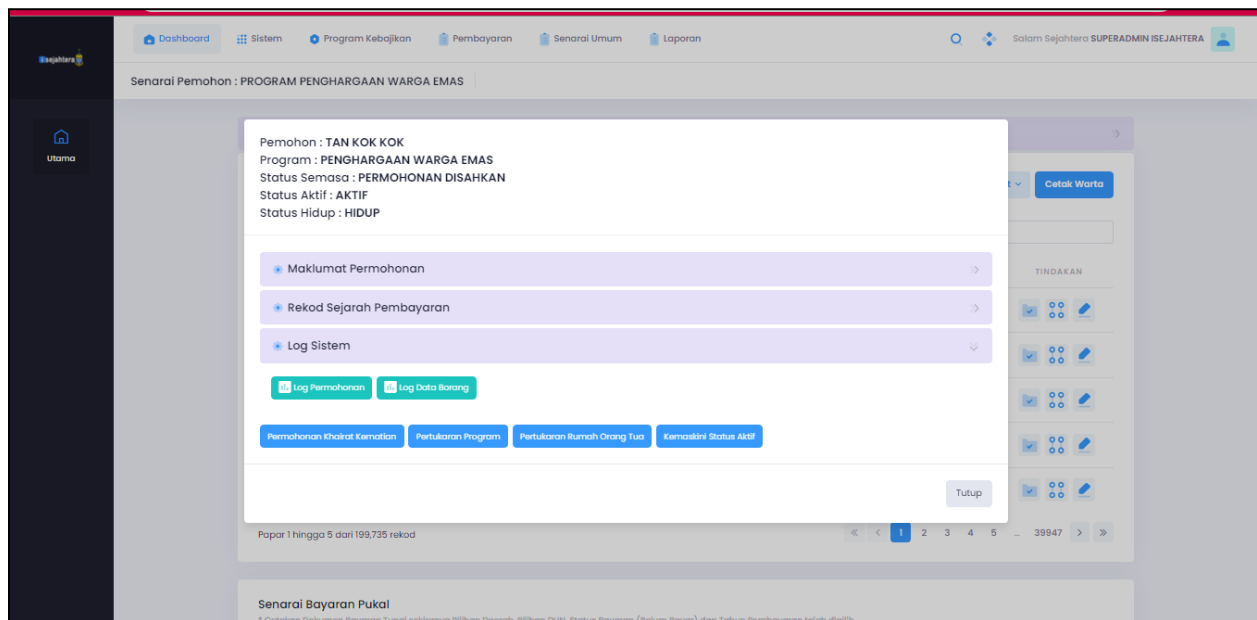 isejahtera
Dashboard
Sistem
Program Kebajikan
Pembayaran
Senarai Umum
Laporan
Salam Sejahtera SUPERADMIN ISEJAHTERA
Senarai Pemohon : PROGRAM PENGHARGAAN WARGA EMAS
Utama
Pemohon : TAN KOK KOK
Program : PENGHARGAAN WARGA EMAS
Status Semasa : PERMOHONAN DISAHKAN
Status Aktif : AKTIF
Status Hidup : HIDUP
Cetak Warta
Maklumat Permohonan
TINDAKAN
Rekod Sejarah Pembayaran
Log Sistem
Log Permohonan
Log Data Borang
Permohonan Khairat Kematian
Pertukaran Program
Pertukaran Rumah Orang Tua
Kemaskini Status Aktif
Tutup
Papar 1 hingga 5 dari 199,735 rekod
« < 1 2 3 4 5 ... 39947 > »
Senarai Bayaran Pukal